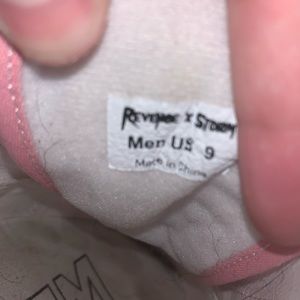 REVENGE X STORM
Men US 9
Made in China